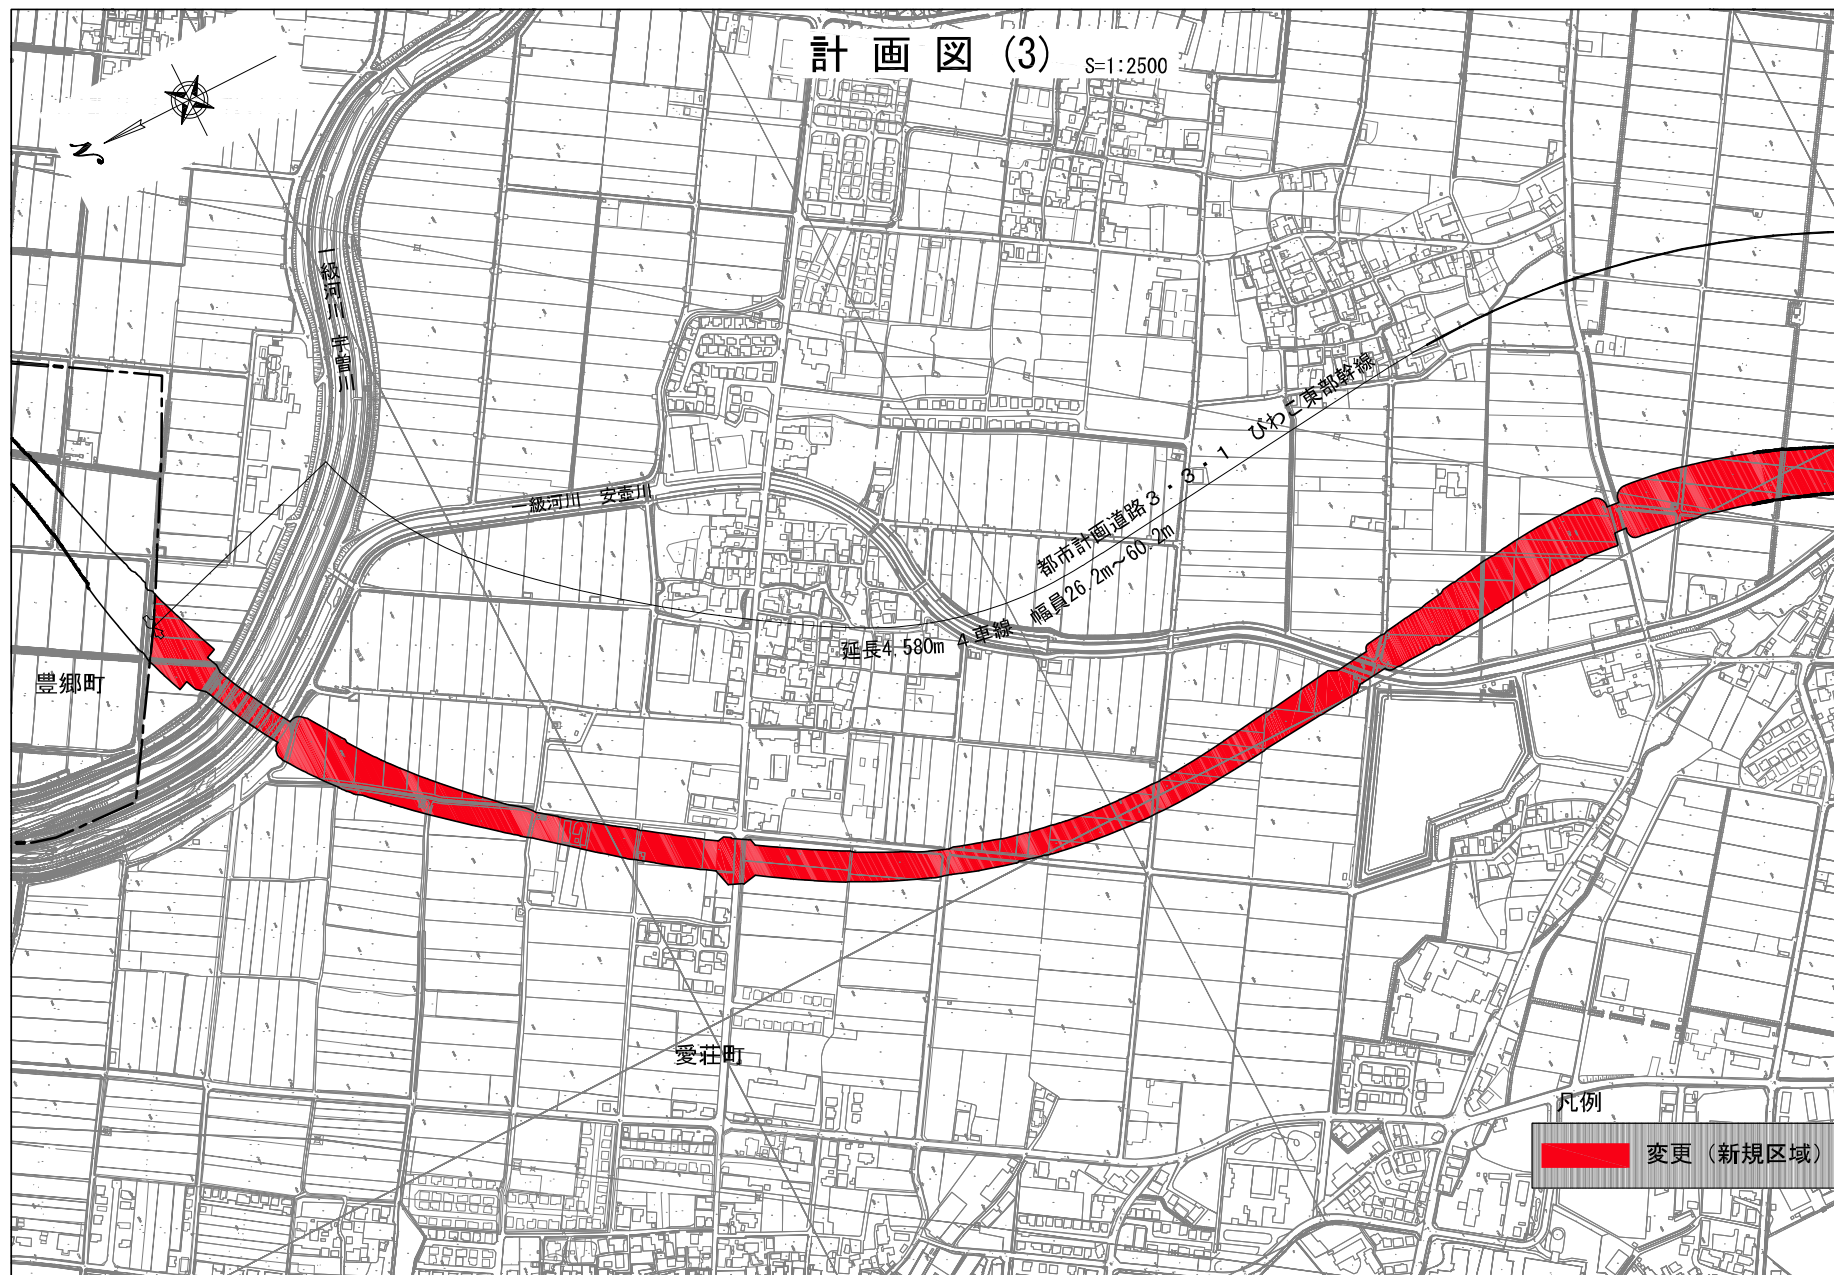 計画図 (3) S=1:2500
N
一級河川 宇曽川
一級河川 安壺川
都市計画道路3・3・1 びわこ東部幹線
延長4,580m 4車線 幅員26.2m~60.2m
豊郷町
愛荘町
凡例
変更（新規区域）